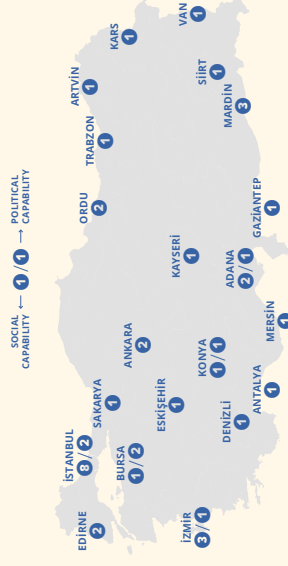 SOCIAL
CAPABILITY ← 1 / 1 → POLITICAL
CAPABILITY
EDİRNE
2
İSTANBUL
8 / 2
SAKARYA
1
BURSA
1 / 2
ANKARA
2
ESKİŞEHİR
1
İZMİR
3 / 1
DENİZLİ
1
ANTALYA
1
KONYA
1 / 1
MERSİN
1
KAYSERİ
1
ADANA
2 / 1
GAZİANTEP
1
ORDU
2
TRABZON
1
ARTVİN
1
KARS
1
VAN
1
SİİRT
1
MARDİN
3